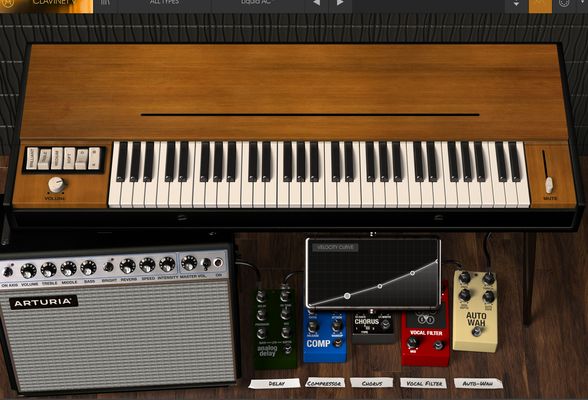 CLAVINET V
ALL TYPES
Liquid AC
VOLUME
MUTE
VELOCITY CURVE
ON AXIS VOLUME TREBLE MIDDLE BASS BRIGHT REVERB SPEED INTENSITY MASTER VOL. ON
ARTURIA
analog
delay
COMP
CHORUS
VOCAL FILTER
AUTO
WAH
DELAY
COMPRESSOR
CHORUS
VOCAL FILTER
AUTO-WAH